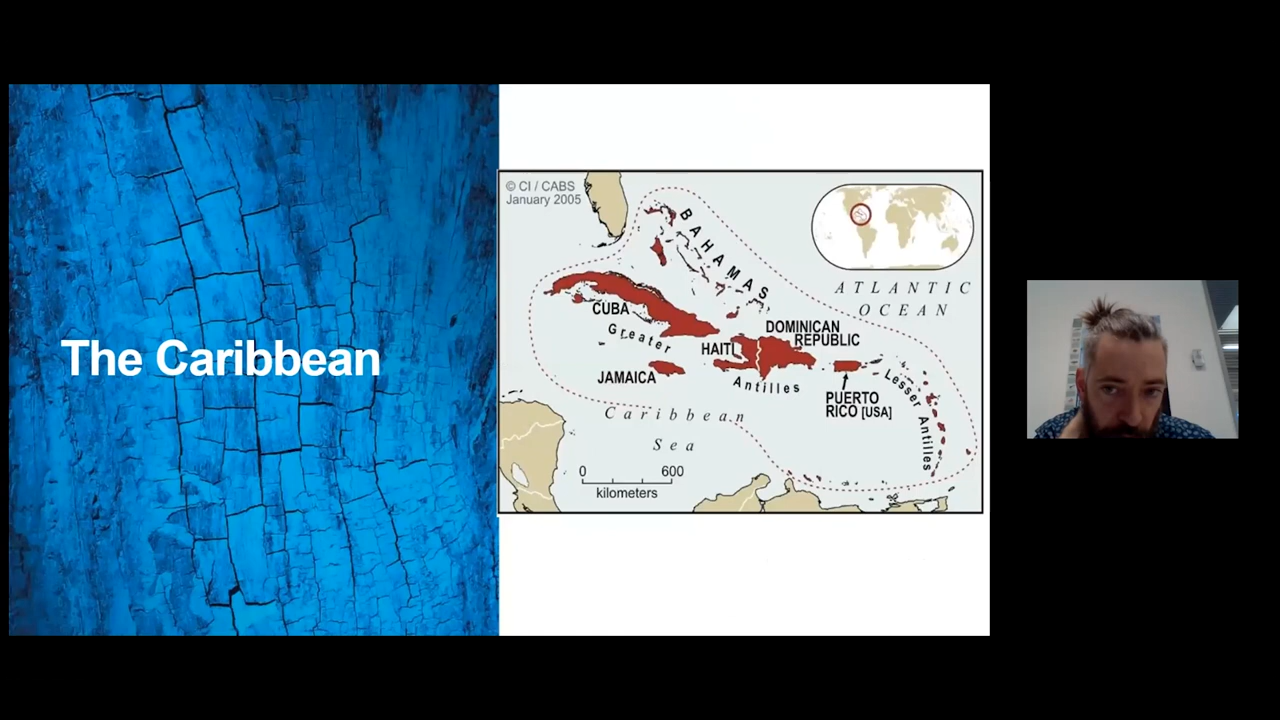 The Caribbean
© CI / CABS
January 2005
BAHAMAS
ATLANTIC
OCEAN
CUBA
Greater
DOMINICAN
REPUBLIC
HAITI
JAMAICA
Antilles
Lesser Antilles
PUERTO
RICO [USA]
Caribbean
Sea
0 600
kilometers